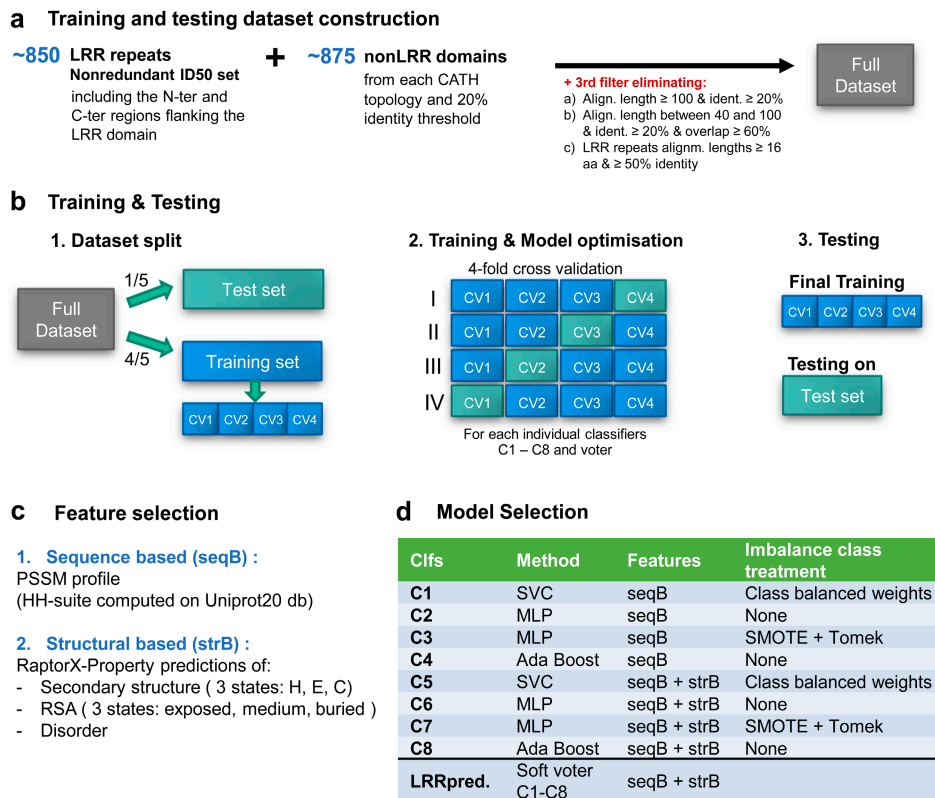 a Training and testing dataset construction
~850 LRR repeats
Nonredundant ID50 set
including the N-ter and
C-ter regions flanking the
LRR domain
+
~875 nonLRR domains
from each CATH
topology and 20%
identity threshold
+ 3rd filter eliminating:
a) Align. length ≥ 100 & ident. ≥ 20%
b) Align. length between 40 and 100
& ident. ≥ 20% & overlap ≥ 60%
c) LRR repeats alignm. lengths ≥ 16
aa & ≥ 50% identity
Full
Dataset
b Training & Testing
1. Dataset split
Full
Dataset
1/5
Test set
4/5
Training set
CV1 CV2 CV3 CV4
2. Training & Model optimisation
4-fold cross validation
I CV1 CV2 CV3 CV4
II CV1 CV2 CV3 CV4
III CV1 CV2 CV3 CV4
IV CV1 CV2 CV3 CV4
For each individual classifiers
C1 – C8 and voter
3. Testing
Final Training
CV1 CV2 CV3 CV4
Testing on
Test set
c Feature selection
1. Sequence based (seqB) :
PSSM profile
(HH-suite computed on Uniprot20 db)
2. Structural based (strB) :
RaptorX-Property predictions of:
- Secondary structure ( 3 states: H, E, C)
- RSA ( 3 states: exposed, medium, buried )
- Disorder
d Model Selection
Clfs Method Features Imbalance class
treatment
C1 SVC seqB Class balanced weights
C2 MLP seqB None
C3 MLP seqB SMOTE + Tomek
C4 Ada Boost seqB None
C5 SVC seqB + strB Class balanced weights
C6 MLP seqB + strB None
C7 MLP seqB + strB SMOTE + Tomek
C8 Ada Boost seqB + strB None
LRRpred. Soft voter
C1-C8 seqB + strB